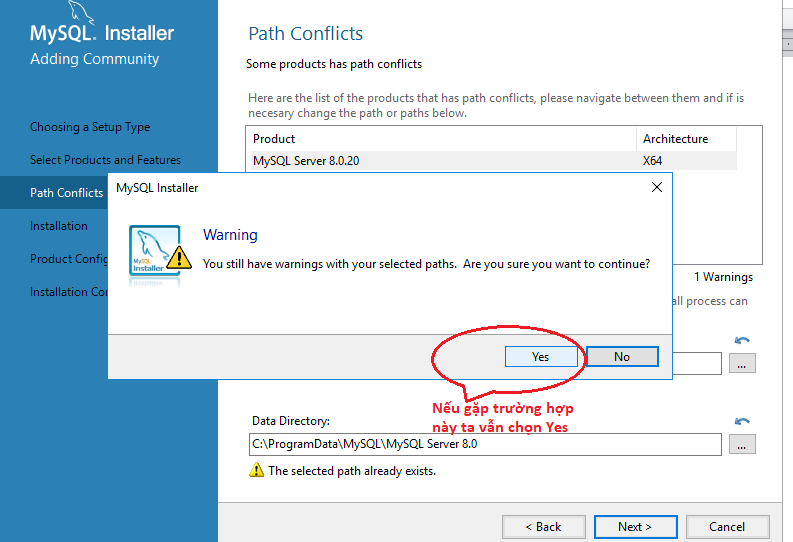 MySQL. Installer
Adding Community
Choosing a Setup Type
Select Products and Features
Path Conflicts
Installation
Product Config
Installation Co
Path Conflicts
Some products has path conflicts
Here are the list of the products that has path conflicts, please navigate between them and if is
necesary change the path or paths below.
Product Architecture
MySQL Server 8.0.20 X64
MySQL Installer
MySQL
Installer
Warning
You still have warnings with your selected paths. Are you sure you want to continue?
1 Warnings
all process can
Yes No
...
Nếu gặp trường hợp
này ta vẫn chọn Yes
Data Directory:
C:\ProgramData\MySQL\MySQL Server 8.0
...
The selected path already exists.
< Back Next > Cancel